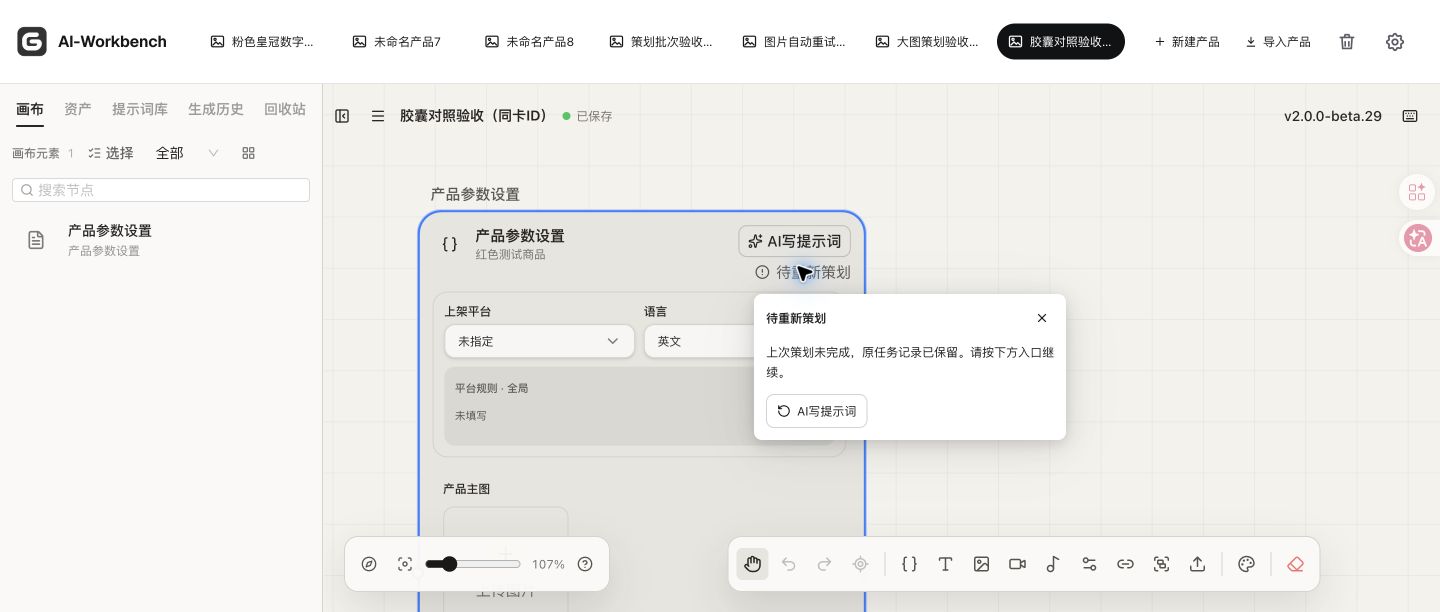 AI-Workbench
粉色皇冠数字...
未命名产品7
未命名产品8
策划批次验收...
图片自动重试...
大图策划验收...
胶囊对照验收...
新建产品
导入产品
画布
资产
提示词库
生成历史
回收站
胶囊对照验收（同卡ID）
已保存
v2.0.0-beta.29
画布元素 1
选择
全部
搜索节点
产品参数设置
产品参数设置
产品参数设置
产品参数设置
红色测试商品
AI写提示词
待重新策划
上架平台
语言
未指定
英文
平台规则 · 全局
未填写
待重新策划
上次策划未完成，原任务记录已保留。请按下方入口继
续。
AI写提示词
产品主图
107%
上传图片